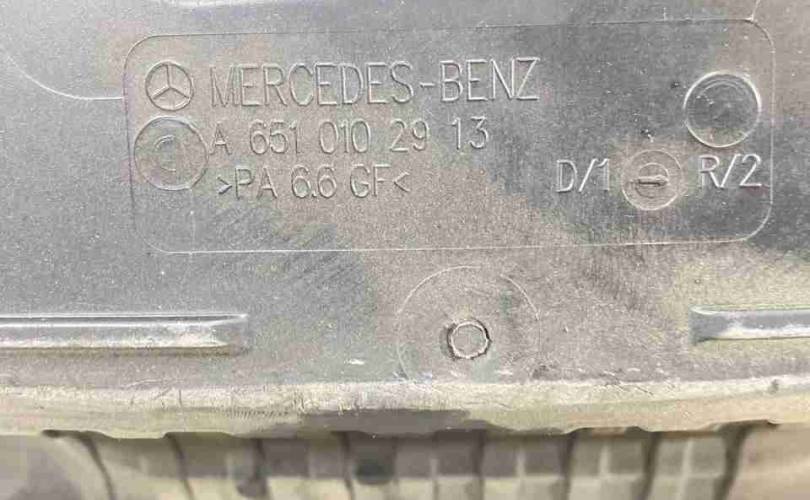 MERCEDES-BENZ
A 651 010 29 13
>PA 6.6 GF<
D/1 R/2